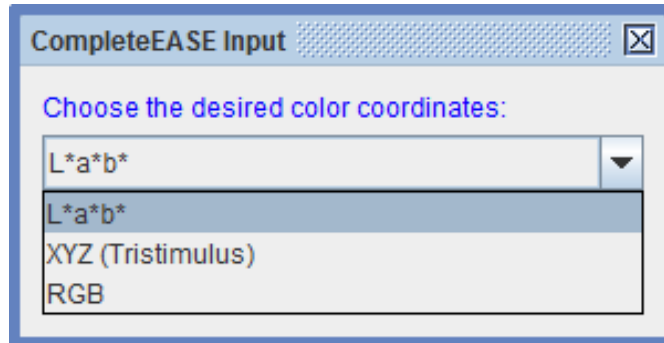 CompleteEASE Input
Choose the desired color coordinates:
L*a*b*
L*a*b*
XYZ (Tristimulus)
RGB